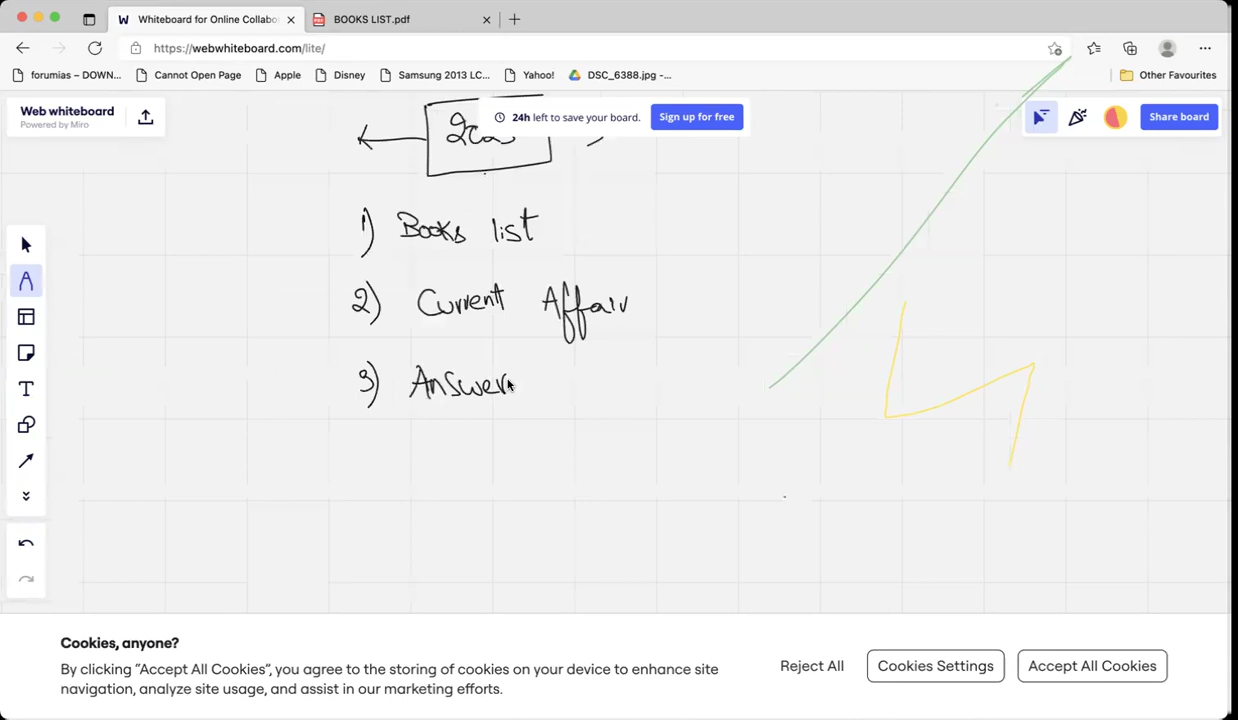 Whiteboard for Online Collabo
BOOKS LIST.pdf
https://webwhiteboard.com/lite/
forumias – DOWN...
Cannot Open Page
Apple
Disney
Samsung 2013 LC...
Yahoo!
DSC_6388.jpg -...
Other Favourites
Web whiteboard
Powered by Miro
24h left to save your board.
Sign up for free
Share board
1) Books list
2) Current Affair
3) Answer
T
Cookies, anyone?
By clicking “Accept All Cookies”, you agree to the storing of cookies on your device to enhance site
navigation, analyze site usage, and assist in our marketing efforts.
Reject All
Cookies Settings
Accept All Cookies